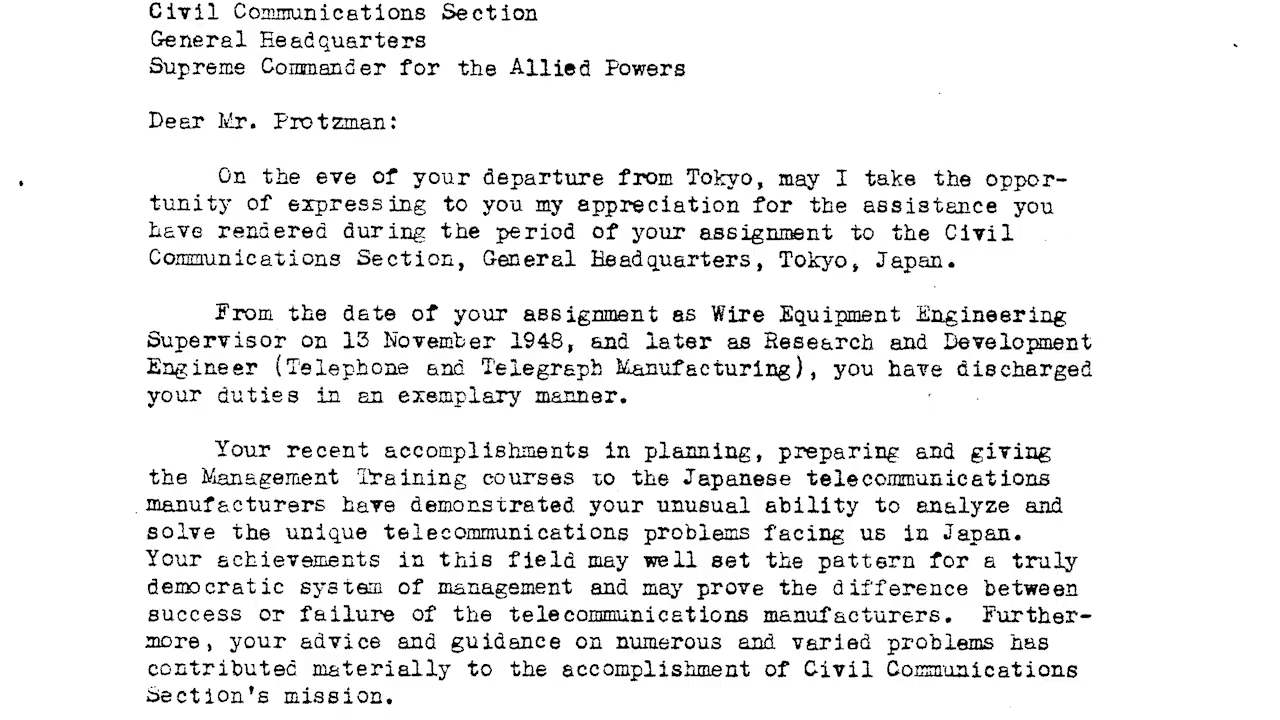 Civil Communications Section
General Headquarters
Supreme Commander for the Allied Powers
Dear Mr. Protzman:
On the eve of your departure from Tokyo, may I take the oppor-
tunity of expressing to you my appreciation for the assistance you
have rendered during the period of your assignment to the Civil
Communications Section, General Headquarters, Tokyo, Japan.
From the date of your assignment as Wire Equipment Engineering
Supervisor on 13 November 1948, and later as Research and Development
Engineer (Telephone and Telegraph Manufacturing), you have discharged
your duties in an exemplary manner.
Your recent accomplishments in planning, preparing and giving
the Management Training courses to the Japanese telecommunications
manufacturers have demonstrated your unusual ability to analyze and
solve the unique telecommunications problems facing us in Japan.
Your achievements in this field may well set the pattern for a truly
democratic system of management and may prove the difference between
success or failure of the telecommunications manufacturers. Further-
more, your advice and guidance on numerous and varied problems has
contributed materially to the accomplishment of Civil Communications
Section's mission.